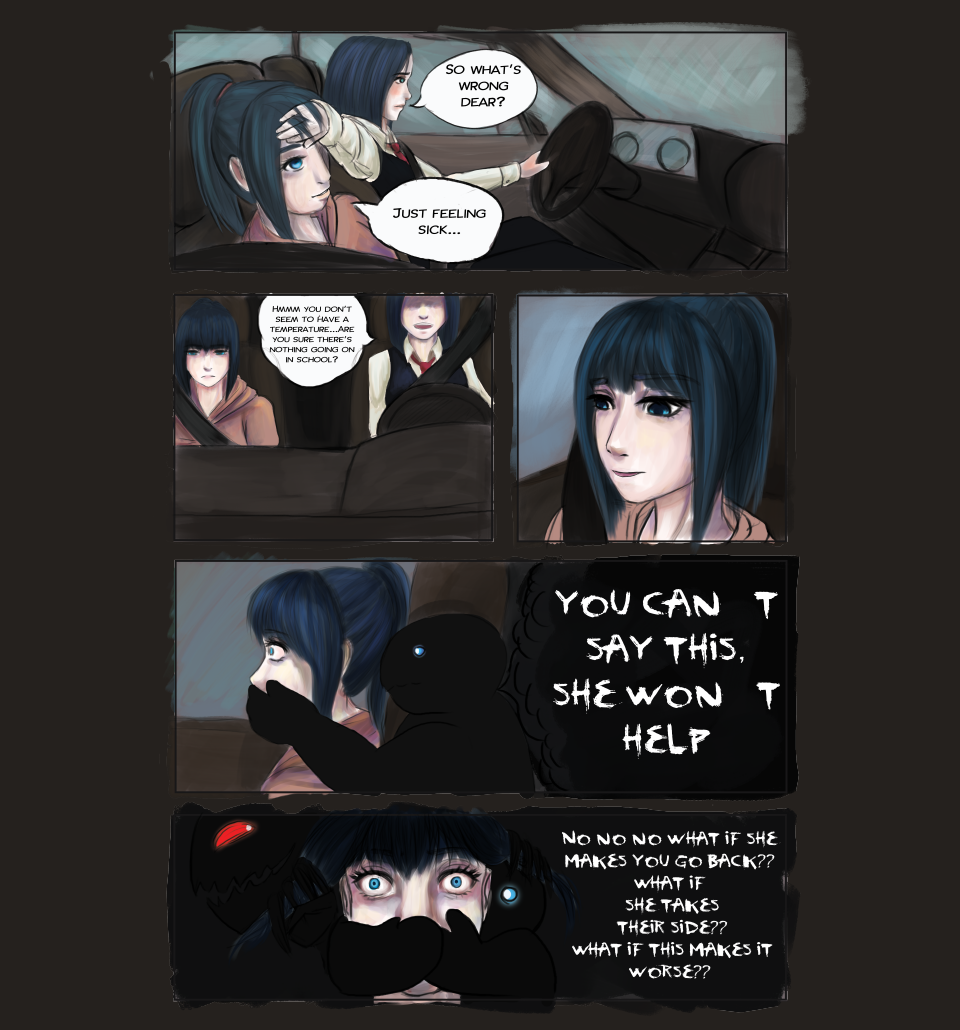 So what's
wrong
dear?
Just feeling
sick...
Hmmm you don't
seem to have a
temperature...Are
you sure there's
nothing going on
in school?
YOU CAN T
SAY THiS,
SHE WON T
HELP
No no no what if she
makes you go back??
what if
she takes
their side??
what if this makes it
worse??